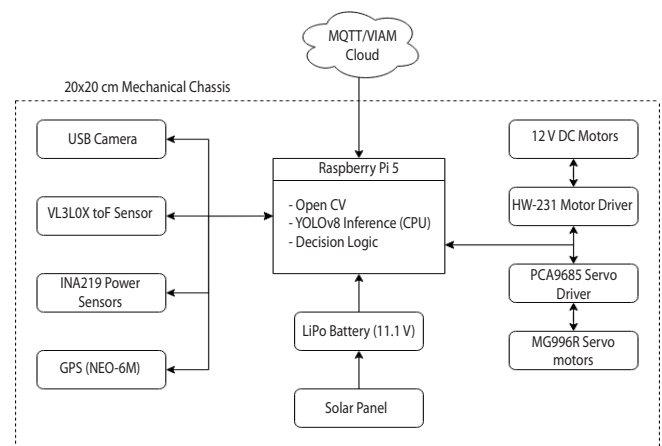 MQTT/VIAM
Cloud
20x20 cm Mechanical Chassis
USB Camera
VL3L0X toF Sensor
INA219 Power
Sensors
GPS (NEO-6M)
Raspberry Pi 5
- Open CV
- YOLOv8 Inference (CPU)
- Decision Logic
LiPo Battery (11.1 V)
Solar Panel
12 V DC Motors
HW-231 Motor Driver
PCA9685 Servo
Driver
MG996R Servo
motors